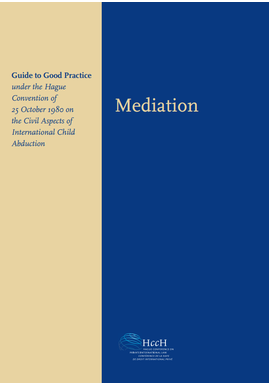 Guide to Good Practice
under the Hague
Convention of
25 October 1980 on
the Civil Aspects of
International Child
Abduction
Mediation
HccH